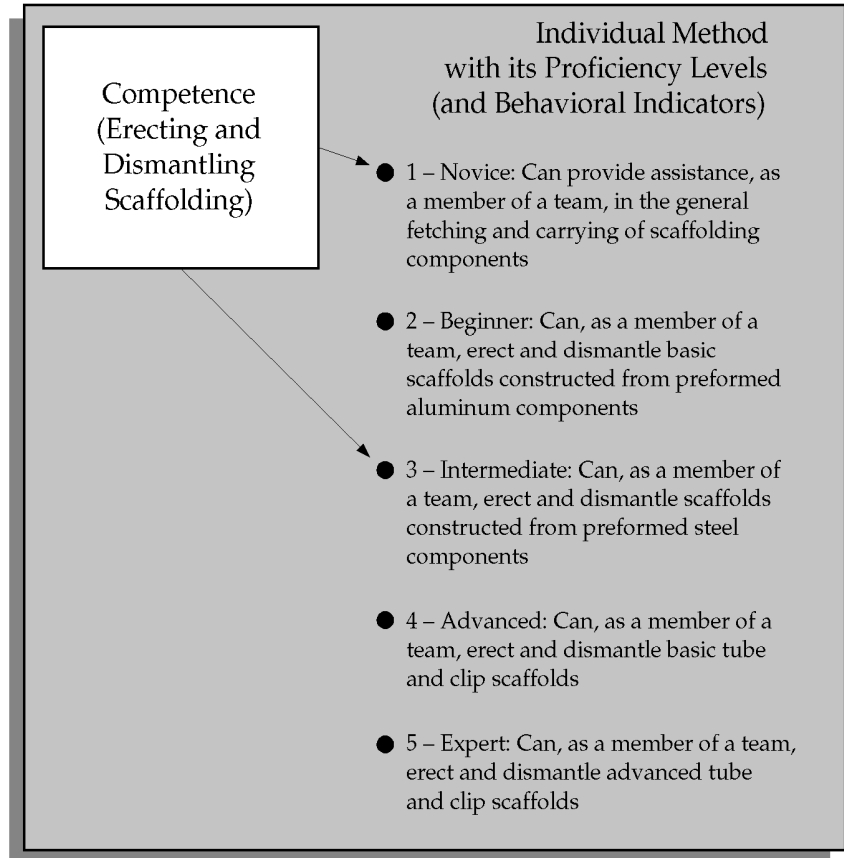 Competence
(Erecting and
Dismantling
Scaffolding)
Individual Method
with its Proficiency Levels
(and Behavioral Indicators)
1 – Novice: Can provide assistance, as
a member of a team, in the general
fetching and carrying of scaffolding
components
2 – Beginner: Can, as a member of a
team, erect and dismantle basic
scaffolds constructed from preformed
aluminum components
3 – Intermediate: Can, as a member of
a team, erect and dismantle scaffolds
constructed from preformed steel
components
4 – Advanced: Can, as a member of a
team, erect and dismantle basic tube
and clip scaffolds
5 – Expert: Can, as a member of a team,
erect and dismantle advanced tube
and clip scaffolds